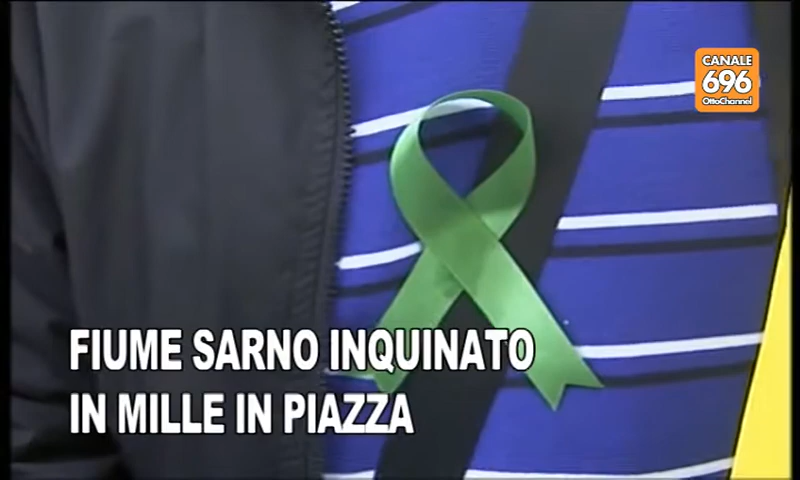 CANALE
696
OttoChannel
FIUME SARNO INQUINATO
IN MILLE IN PIAZZA